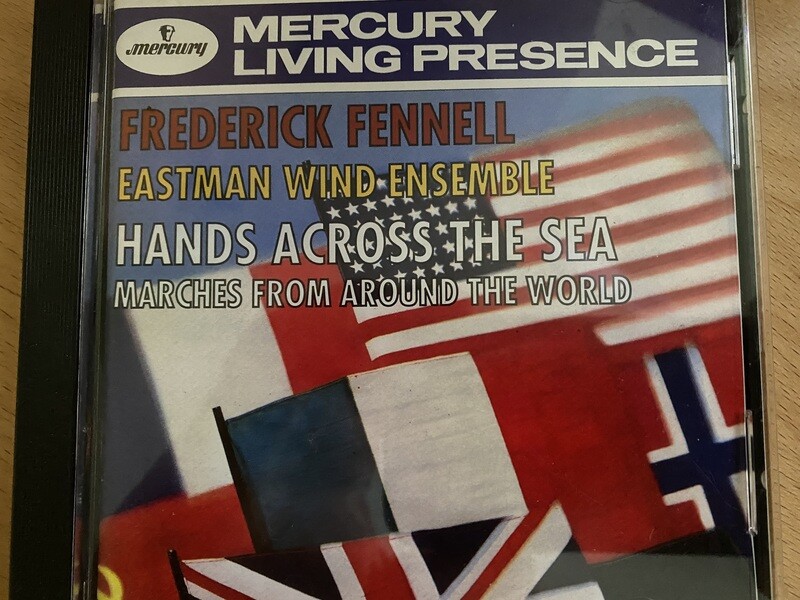 mercury
MERCURY
LIVING PRESENCE
FREDERICK FENNELL
EASTMAN WIND ENSEMBLE
HANDS ACROSS THE SEA
MARCHES FROM AROUND THE WORLD